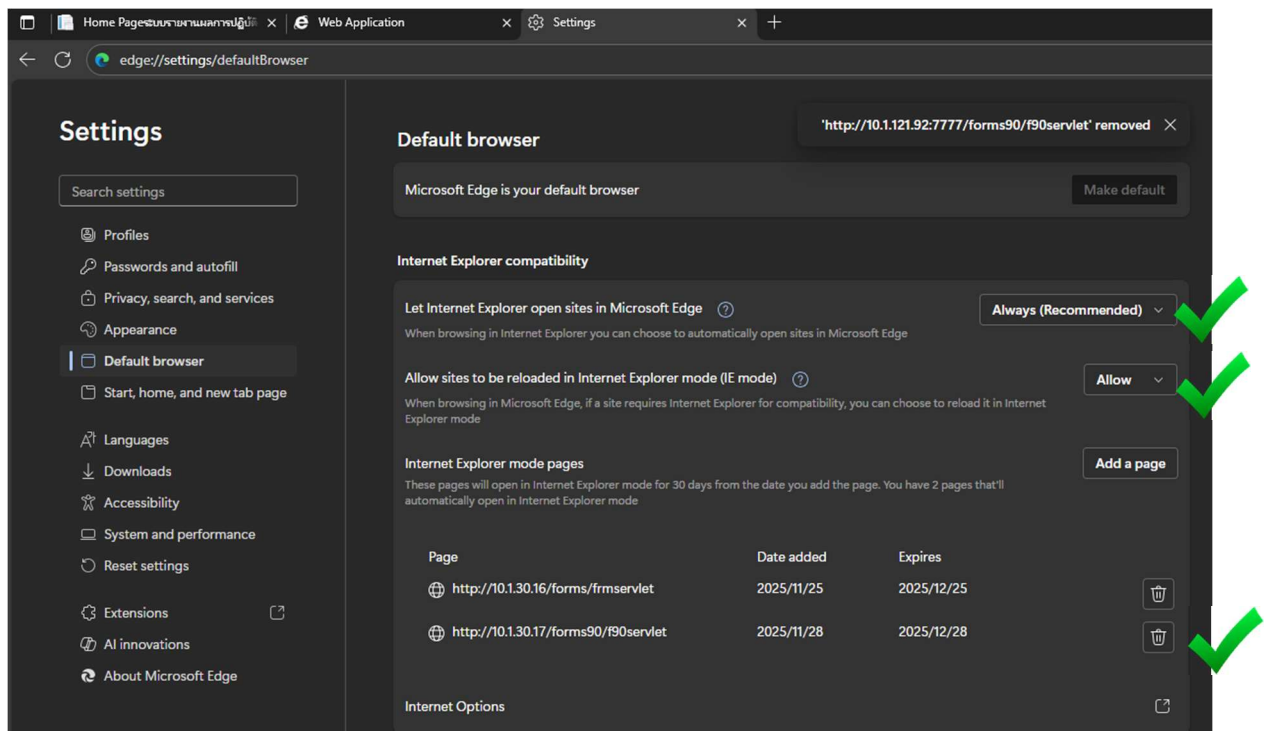 Home Pageระบบรายงานผลการปฏิบัติ
Web Application
Settings
edge://settings/defaultBrowser
Settings
Search settings
Profiles
Passwords and autofill
Privacy, search, and services
Appearance
Default browser
Start, home, and new tab page
Languages
Downloads
Accessibility
System and performance
Reset settings
Extensions
AI innovations
About Microsoft Edge
'http://10.1.121.92:7777/forms90/f90servlet' removed
Default browser
Microsoft Edge is your default browser
Make default
Internet Explorer compatibility
Let Internet Explorer open sites in Microsoft Edge
Always (Recommended)
When browsing in Internet Explorer you can choose to automatically open sites in Microsoft Edge
Allow sites to be reloaded in Internet Explorer mode (IE mode)
Allow
When browsing in Microsoft Edge, if a site requires Internet Explorer for compatibility, you can choose to reload it in Internet
Explorer mode
Internet Explorer mode pages
Add a page
These pages will open in Internet Explorer mode for 30 days from the date you add the page. You have 2 pages that'll
automatically open in Internet Explorer mode
Page Date added Expires
http://10.1.30.16/forms/frmservlet 2025/11/25 2025/12/25
http://10.1.30.17/forms90/f90servlet 2025/11/28 2025/12/28
Internet Options